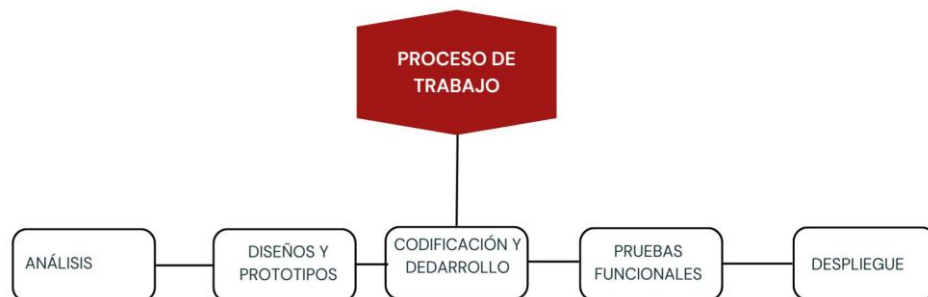 PROCESO DE
TRABAJO
ANÁLISIS
DISEÑOS Y
PROTOTIPOS
CODIFICACIÓN Y
DEDARROLLO
PRUEBAS
FUNCIONALES
DESPLIEGUE